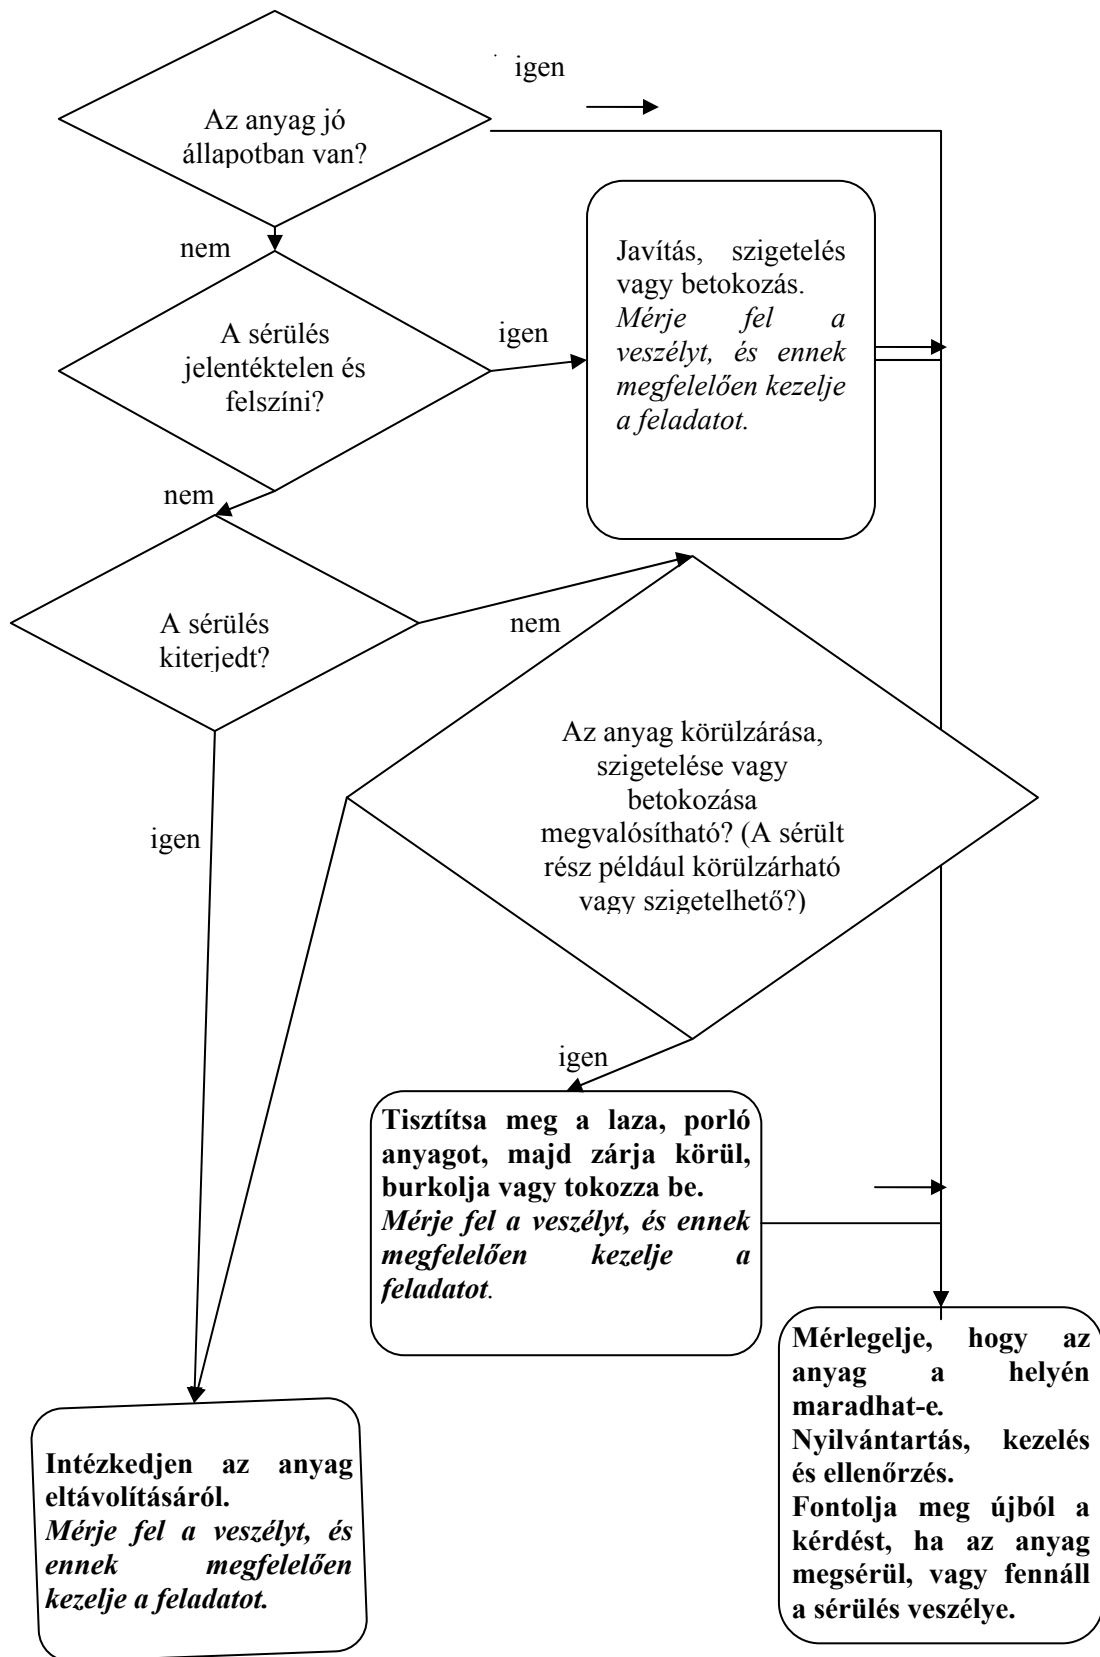 igen
Az anyag jó
állapotban van?
nem
Javítás, szigetelés
vagy betokozás.
Mérje fel a
veszélyt, és ennek
megfelelően kezelje
a feladatot.
A sérülés
jelentéktelen és
felszíni?
igen
nem
A sérülés
kiterjedt?
nem
Az anyag körülzárása,
szigetelése vagy
betokozása
megvalósítható? (A sérült
rész például körülzárható
vagy szigetelhető?)
igen
igen
Tisztítsa meg a laza, porló
anyagot, majd zárja körül,
burkolja vagy tokozza be.
Mérje fel a veszélyt, és ennek
megfelelően kezelje a
feladatot.
Mérlegelje, hogy az
anyag a helyén
maradhat-e.
Nyilvántartás, kezelés
és ellenőrzés.
Fontolja meg újból a
kérdést, ha az anyag
megsérül, vagy fennáll
a sérülés veszélye.
Intézkedjen az anyag
eltávolításáról.
Mérje fel a veszélyt, és
ennek megfelelően
kezelje a feladatot.